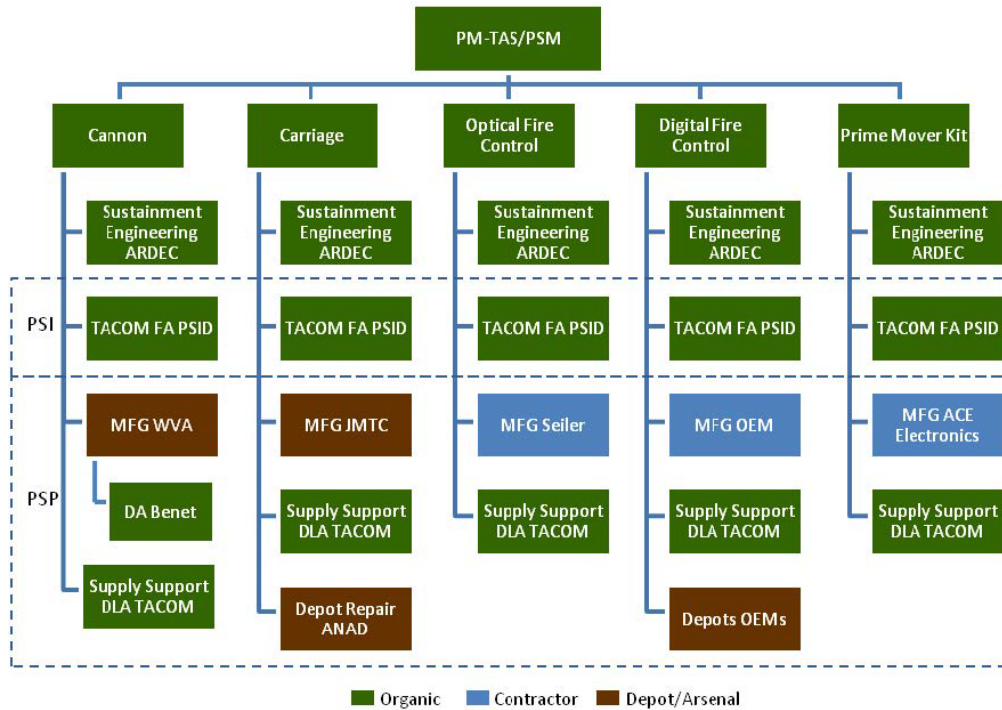 PM-TAS/PSM
Cannon
Carriage
Optical Fire
Control
Digital Fire
Control
Prime Mover Kit
Sustainment
Engineering
ARDEC
Sustainment
Engineering
ARDEC
Sustainment
Engineering
ARDEC
Sustainment
Engineering
ARDEC
Sustainment
Engineering
ARDEC
PSI
TACOM FA PSID
TACOM FA PSID
TACOM FA PSID
TACOM FA PSID
TACOM FA PSID
PSP
MFG WVA
MFG JMTC
MFG Seiler
MFG OEM
MFG ACE
Electronics
DA Benet
Supply Support
DLA TACOM
Supply Support
DLA TACOM
Supply Support
DLA TACOM
Supply Support
DLA TACOM
Supply Support
DLA TACOM
Depot Repair
ANAD
Depots OEMs
Organic
Contractor
Depot/Arsenal